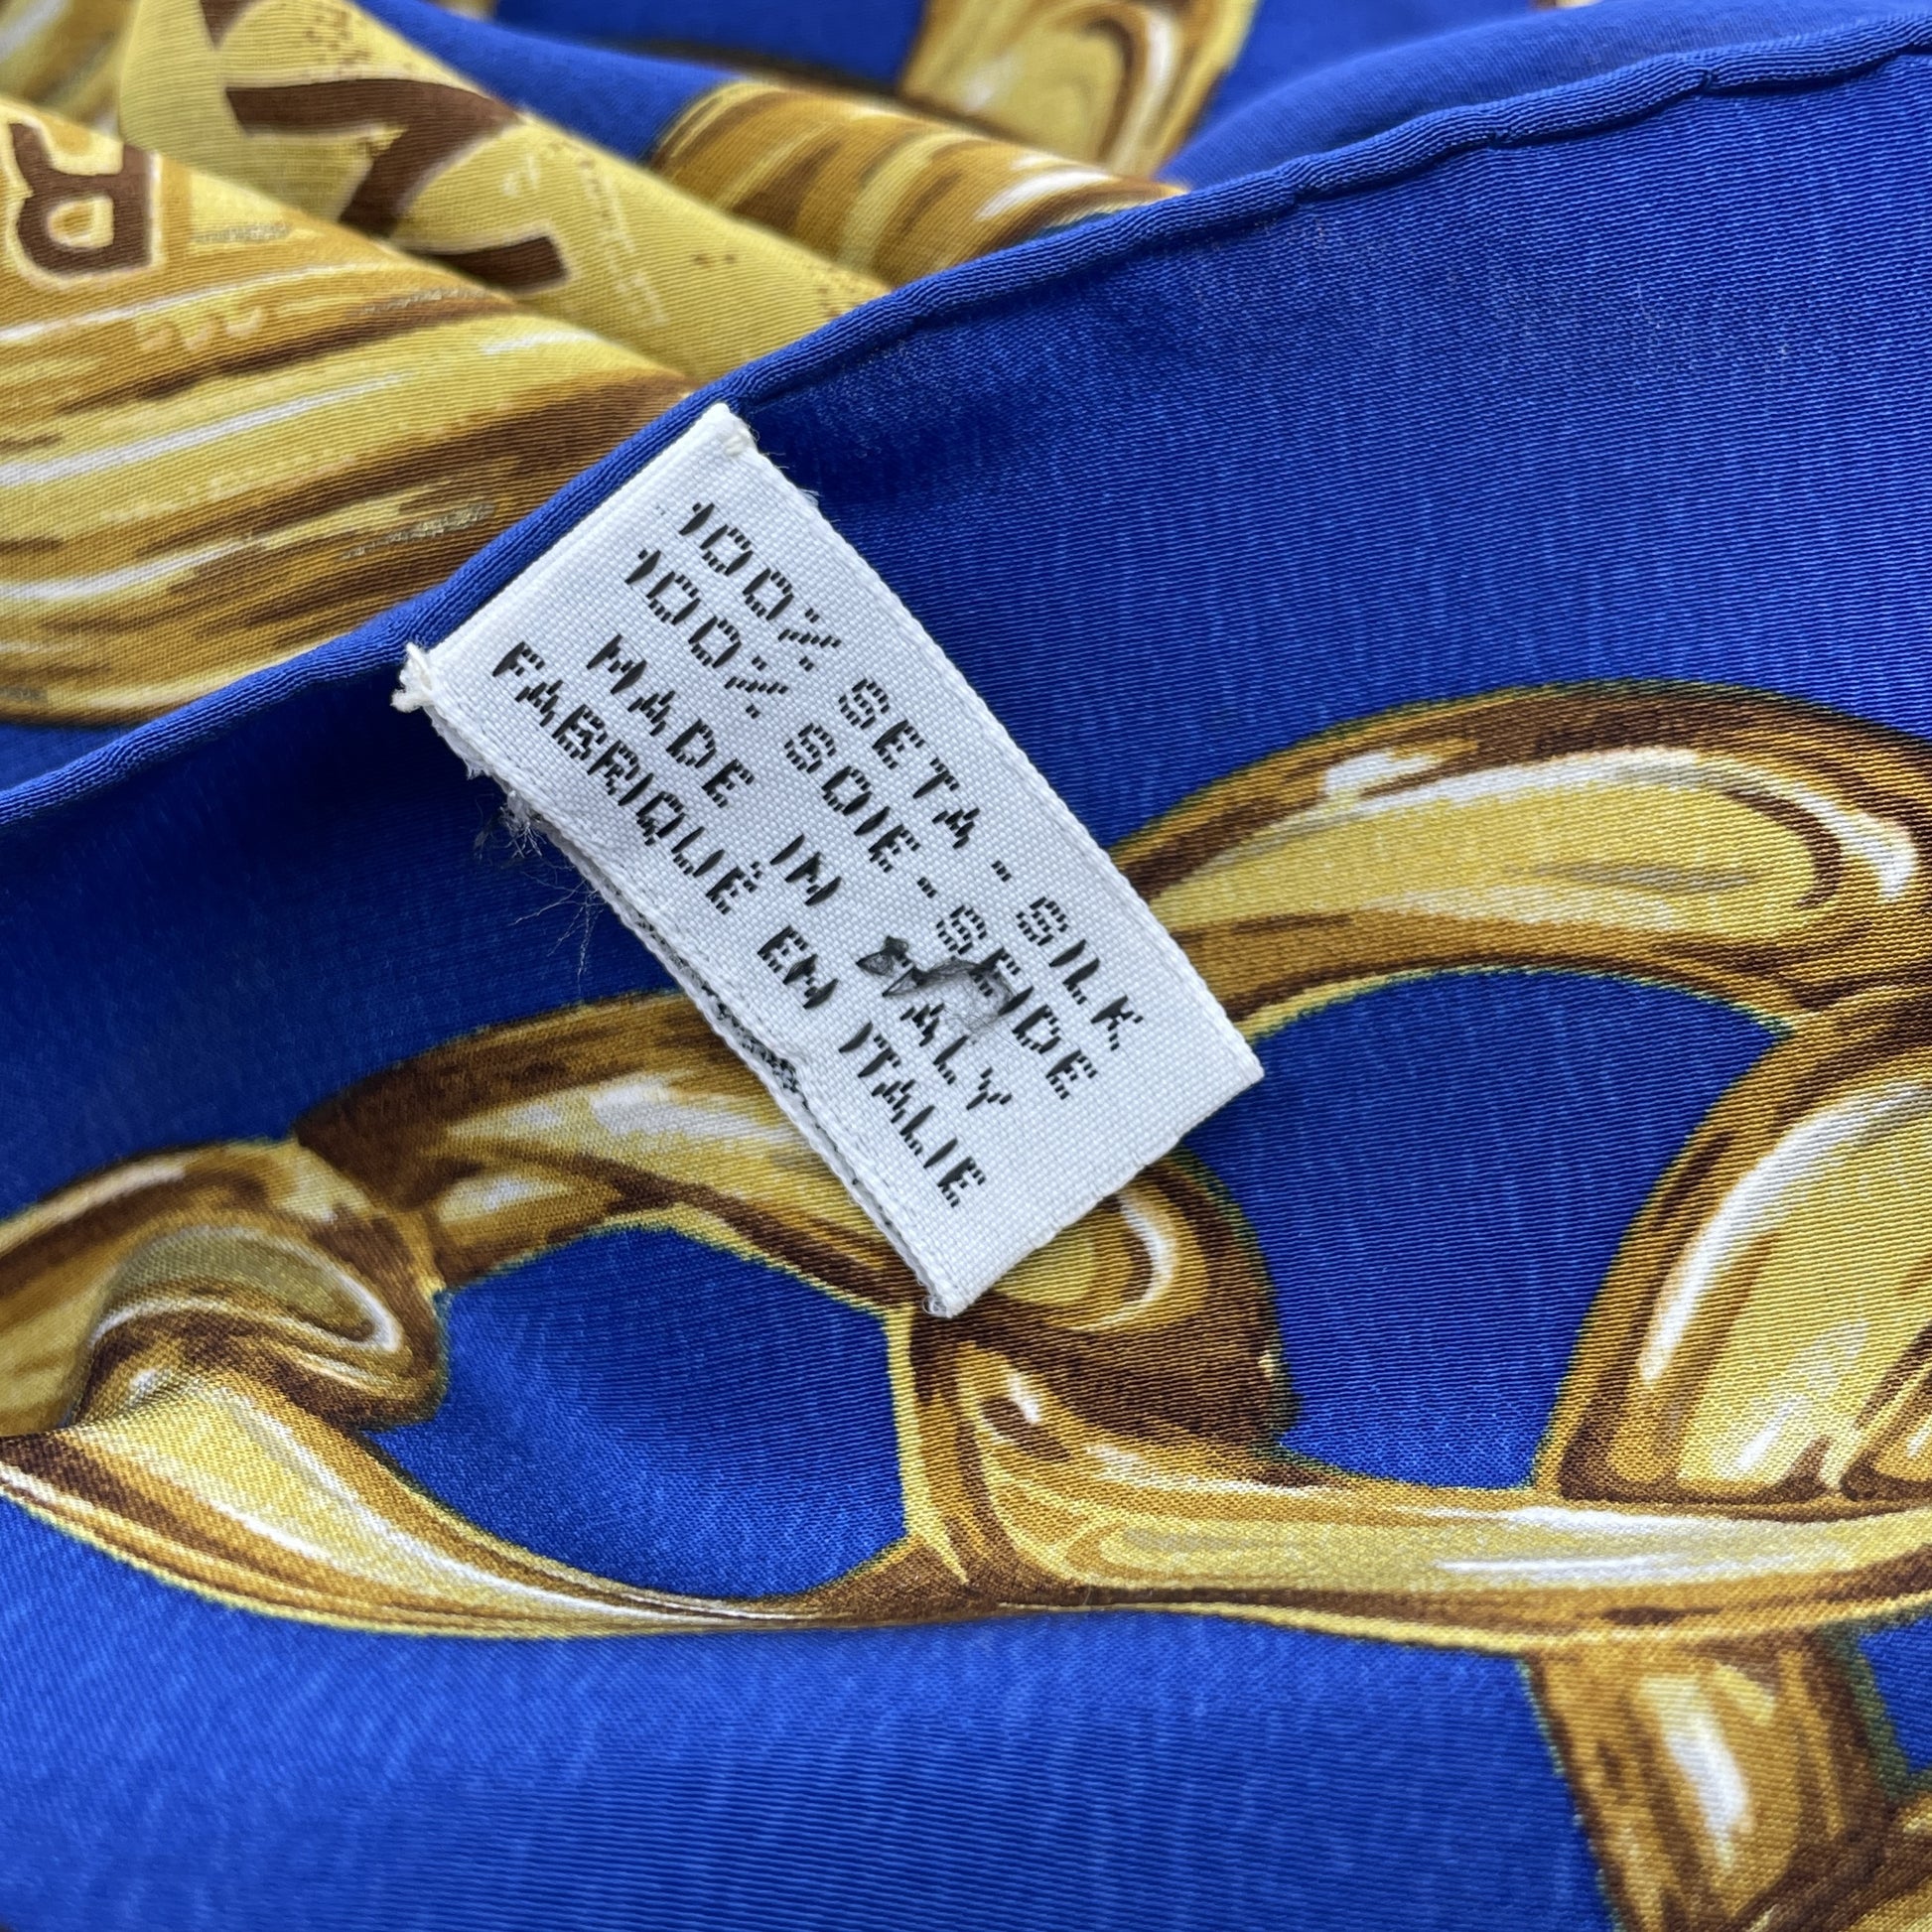 100% SETA - SILK
100% SOIE - SEIDE
MADE IN ITALY
FABRIQUÉ EN ITALIE